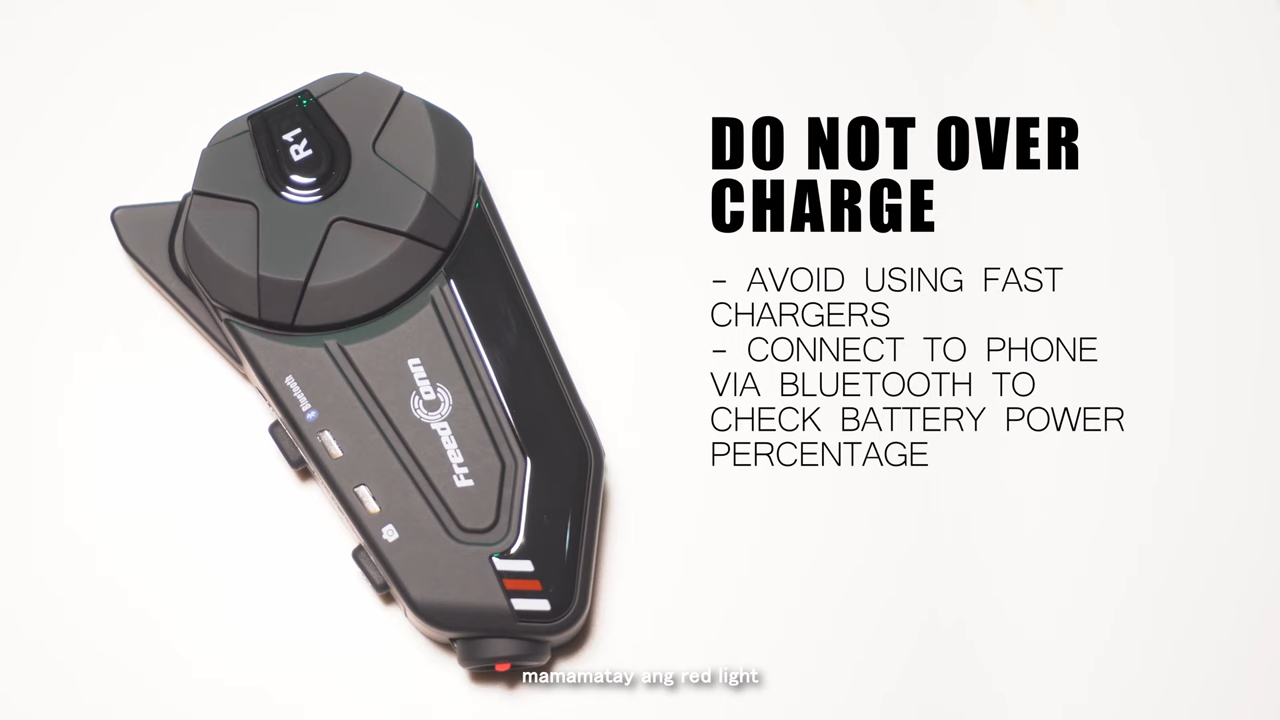 R1
DO NOT OVER
CHARGE
- AVOID USING FAST
CHARGERS
- CONNECT TO PHONE
VIA BLUETOOTH TO
CHECK BATTERY POWER
PERCENTAGE
Bluetooth
FreedConn
mamamatay ang red light